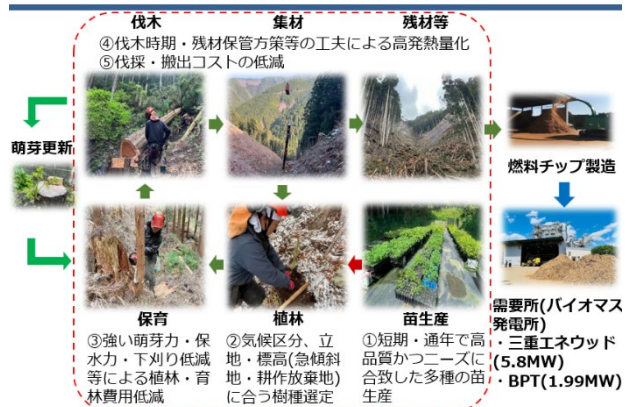 伐木
集材
残材等
④伐木時期・残材保管方策等の工夫による高発熱量化
⑤伐採・搬出コストの低減
萌芽更新
燃料チップ製造
保育
③強い萌芽力・保
水力・下刈り低減
等による植林・育
林費用低減
植林
②気候区分、立
地・標高(急傾斜
地・耕作放棄地)
に合う樹種選定
苗生産
①短期・通年で高
品質かつニーズに
合致した多種の苗
生産
需要所(バイオマス
発電所)
・三重エネウッド
(5.8MW)
・BPT(1.99MW)